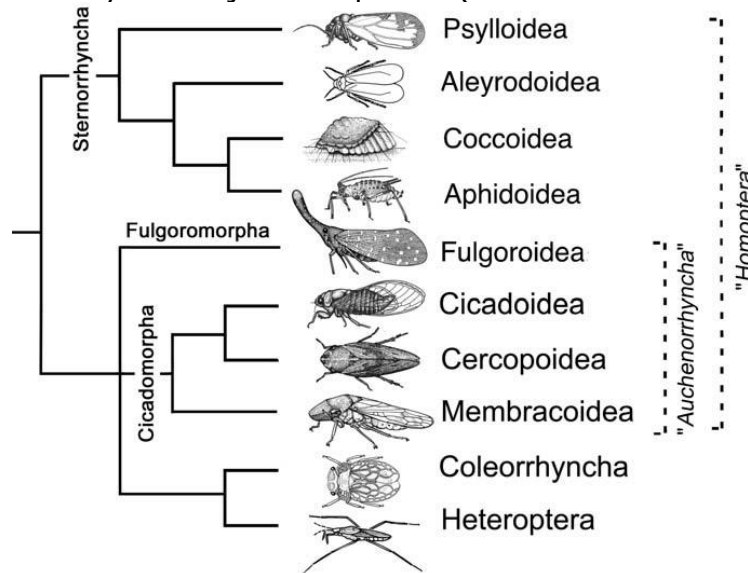 Psylloidea
Sternorrhyncha
Aleyrodoidea
Coccoidea
Aphidoidea
Fulgoromorpha
Fulgoroidea
Cicadoidea
Cicadomorpha
Cercopoidea
Membracoidea
Coleorrhyncha
Heteroptera
"Auchenorrhyncha"
"Homoptera"